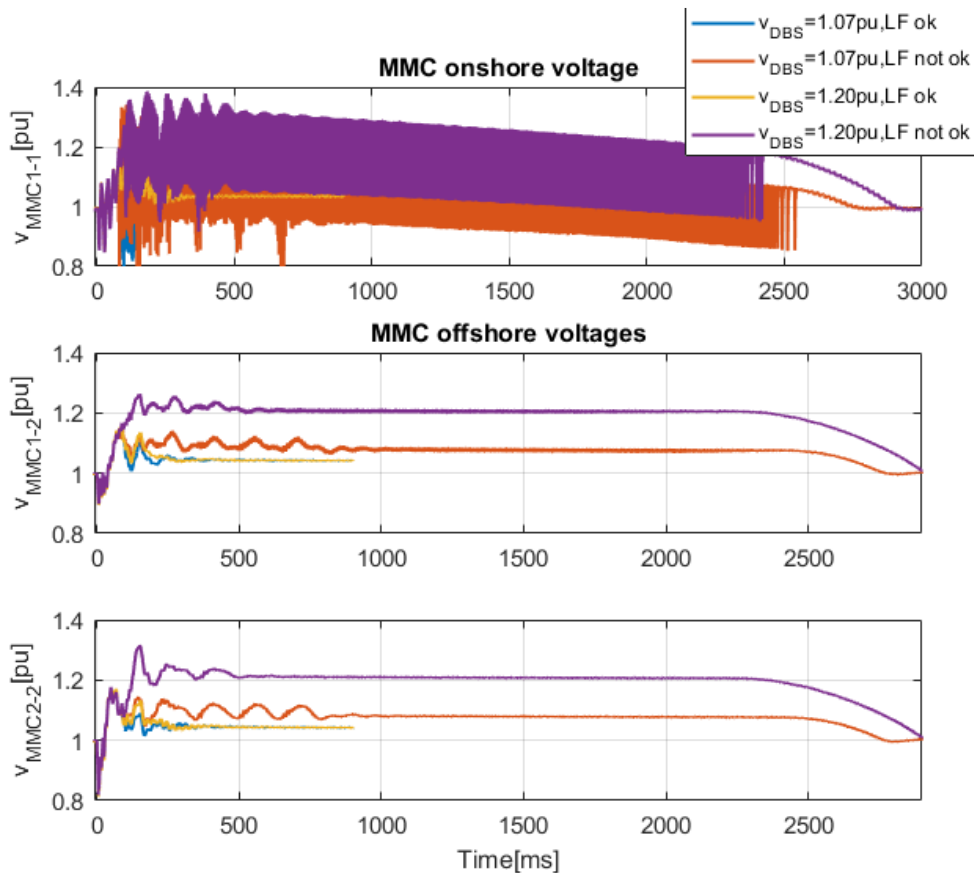 v_DBS=1.07pu,LF ok
v_DBS=1.07pu,LF not ok
v_DBS=1.20pu,LF ok
v_DBS=1.20pu,LF not ok
MMC onshore voltage
v_MMC1-1[pu]
1.4
1.2
1
0.8
0 500 1000 1500 2000 2500 3000
MMC offshore voltages
v_MMC1-2[pu]
1.4
1.2
1
0.8
0 500 1000 1500 2000 2500
v_MMC2-2[pu]
1.4
1.2
1
0.8
0 500 1000 1500 2000 2500
Time[ms]